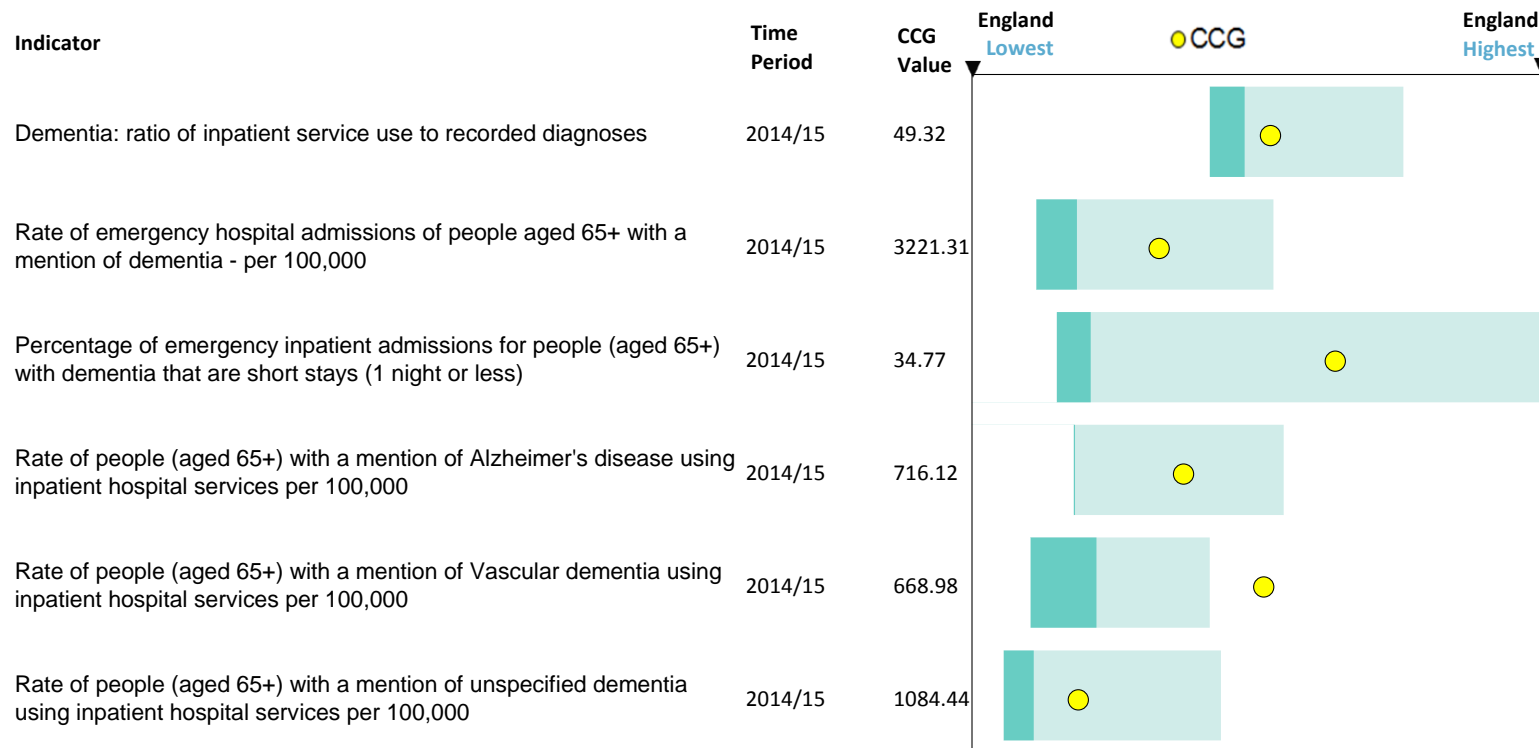 Indicator
Time
Period
CCG
Value
England
Lowest
CCG
England
Highest
Dementia: ratio of inpatient service use to recorded diagnoses
2014/15
49.32
Rate of emergency hospital admissions of people aged 65+ with a
mention of dementia - per 100,000
2014/15
3221.31
Percentage of emergency inpatient admissions for people (aged 65+)
with dementia that are short stays (1 night or less)
2014/15
34.77
Rate of people (aged 65+) with a mention of Alzheimer's disease using
inpatient hospital services per 100,000
2014/15
716.12
Rate of people (aged 65+) with a mention of Vascular dementia using
inpatient hospital services per 100,000
2014/15
668.98
Rate of people (aged 65+) with a mention of unspecified dementia
using inpatient hospital services per 100,000
2014/15
1084.44